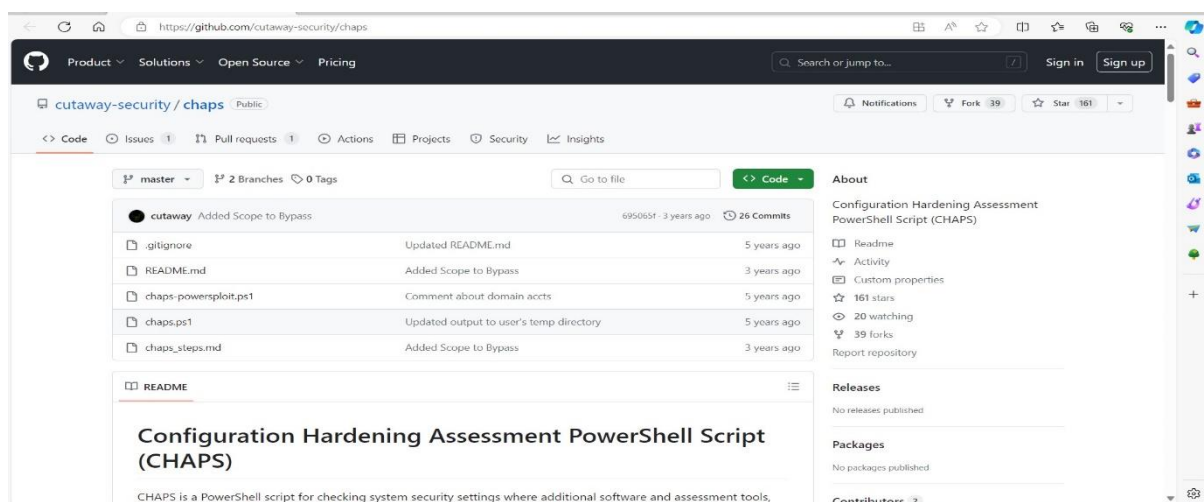 https://github.com/cutaway-security/chaps
Product Solutions Open Source Pricing
Search or jump to... /
Sign in Sign up
cutaway-security / chaps Public
Notifications Fork 39 Star 161
Code Issues 1 Pull requests 1 Actions Projects Security Insights
master 2 Branches 0 Tags Go to file Code
cutaway Added Scope to Bypass 695065f · 3 years ago 26 Commits
.gitignore Updated README.md 5 years ago
README.md Added Scope to Bypass 3 years ago
chaps-powersploit.ps1 Comment about domain accts 5 years ago
chaps.ps1 Updated output to user's temp directory 5 years ago
chaps_steps.md Added Scope to Bypass 3 years ago
README
Configuration Hardening Assessment PowerShell Script
(CHAPS)
CHAPS is a PowerShell script for checking system security settings where additional software and assessment tools,
About
Configuration Hardening Assessment
PowerShell Script (CHAPS)
Readme
Activity
Custom properties
161 stars
20 watching
39 forks
Report repository
Releases
No releases published
Packages
No packages published
Contributors